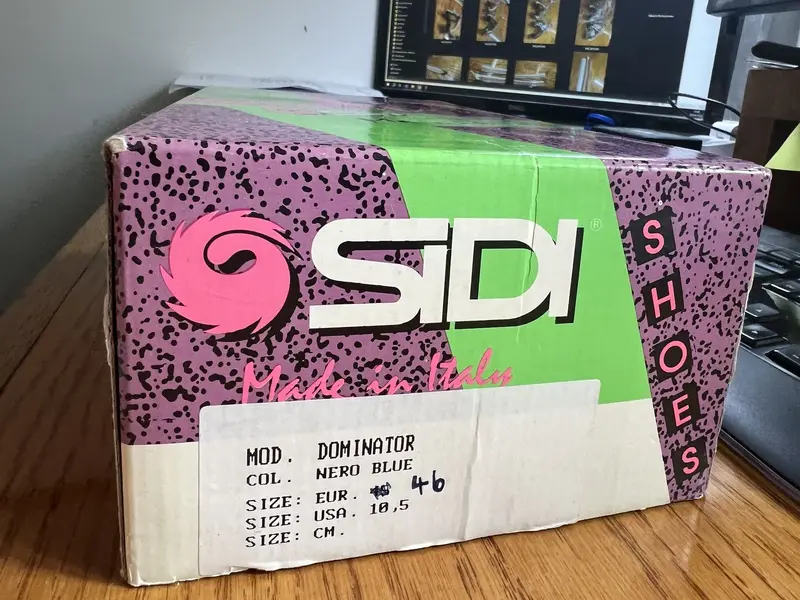 SiDI ®
Made in Italy
SHOES
MOD. DOMINATOR
COL. NERO BLUE
SIZE: EUR. 46
SIZE: USA. 10,5
SIZE: CM.